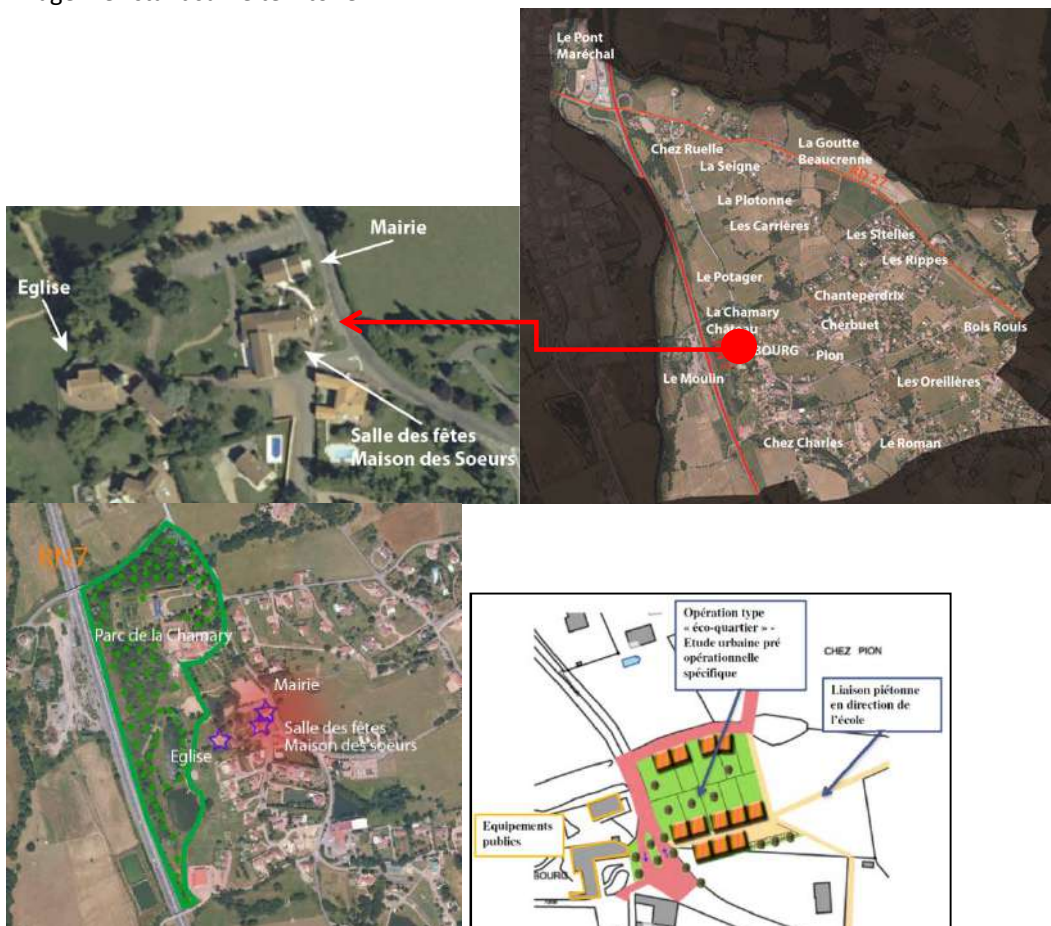 Le Pont
Maréchal
Chez Ruelle
La Seigne
La Goutte
Beaucrenne
RD 27
La Plotonne
Les Carrières
Les Sitelles
Les Rippes
Le Potager
Chanteperdrix
La Chamary
Château
Cherbuet
Bois Rouis
BOURG
Pion
Le Moulin
Les Oreillères
Chez Charles
Le Roman
Mairie
Eglise
Salle des fêtes
Maison des Soeurs
RN7
Parc de la Chamary
Mairie
Salle des fêtes
Maison des soeurs
Eglise
Opération type
« éco-quartier » -
Etude urbaine pré
opérationnelle
spécifique
CHEZ PION
Liaison piétonne
en direction de
l'école
Equipements
publics
BOURG